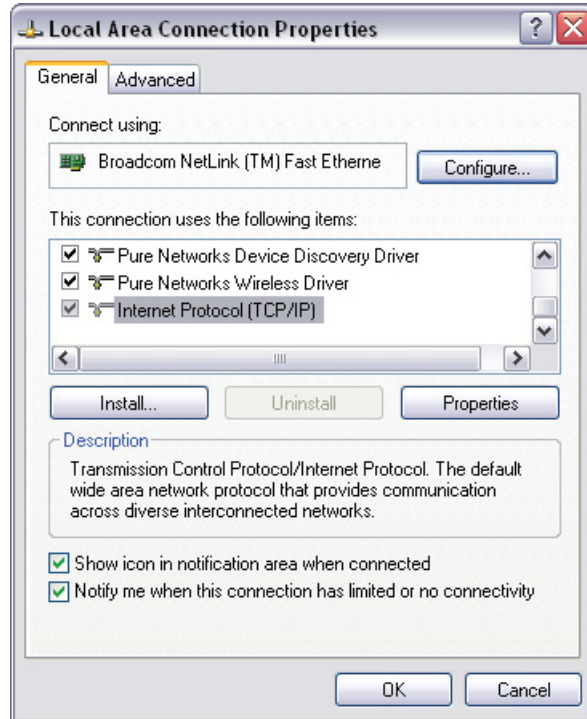 Local Area Connection Properties
General
Advanced
Connect using:
Broadcom NetLink (TM) Fast Etherne
Configure...
This connection uses the following items:
Pure Networks Device Discovery Driver
Pure Networks Wireless Driver
Internet Protocol (TCP/IP)
Install...
Uninstall
Properties
Description
Transmission Control Protocol/Internet Protocol. The default
wide area network protocol that provides communication
across diverse interconnected networks.
Show icon in notification area when connected
Notify me when this connection has limited or no connectivity
OK
Cancel